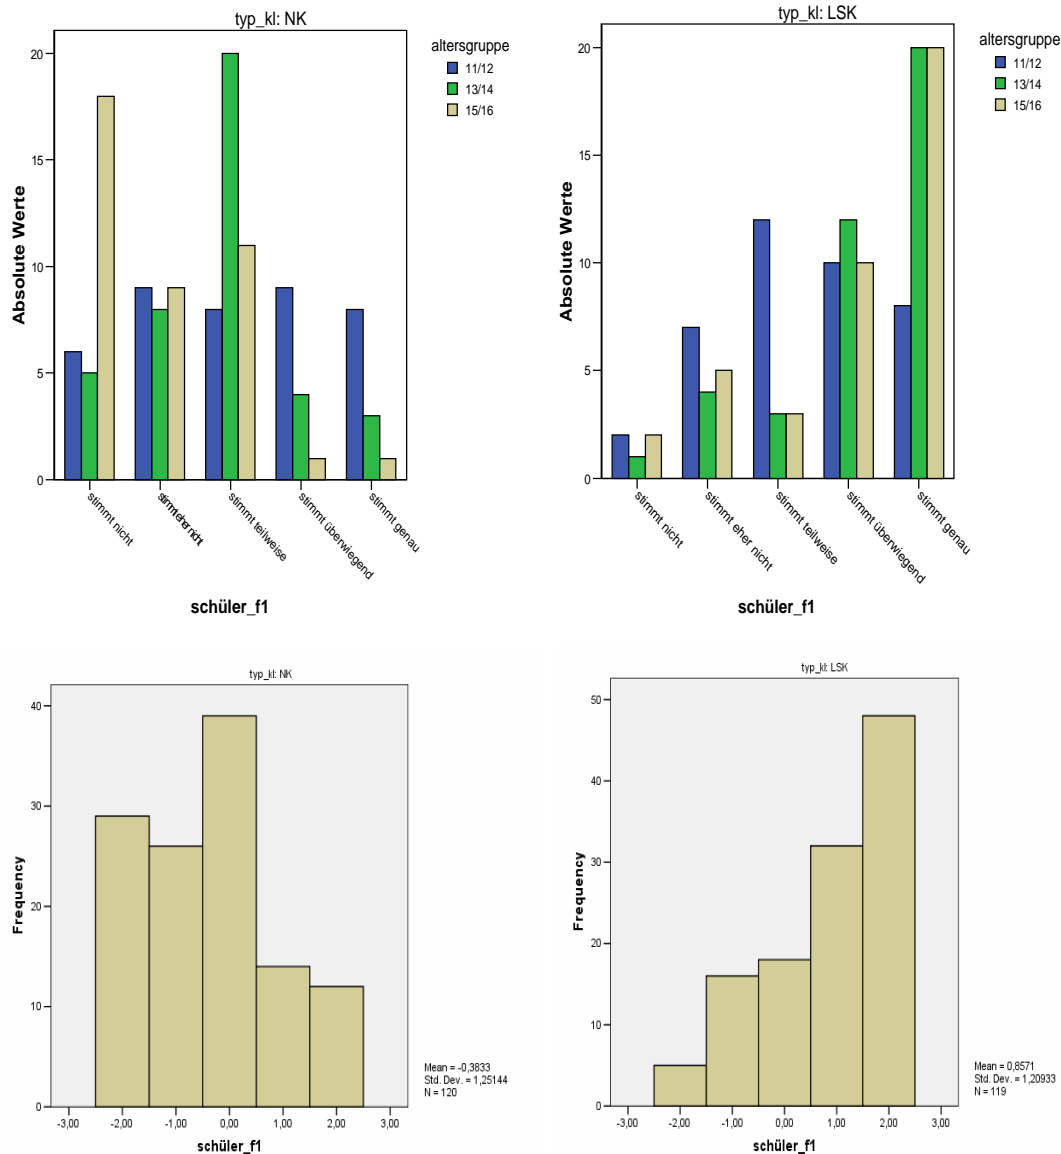 typ_kl: NK
altersgruppe
11/12
13/14
15/16
Absolute Werte
20
15
10
5
0
stimmt nicht
stimmt eher nicht
stimmt teilweise
stimmt überwiegend
stimmt genau
schüler_f1
typ_kl: LSK
altersgruppe
11/12
13/14
15/16
Absolute Werte
20
15
10
5
0
stimmt nicht
stimmt eher nicht
stimmt teilweise
stimmt überwiegend
stimmt genau
schüler_f1
typ_kl: NK
Frequency
40
30
20
10
0
-3,00 -2,00 -1,00 0,00 1,00 2,00 3,00
schüler_f1
Mean = -0,3833
Std. Dev. = 1,25144
N = 120
typ_kl: LSK
Frequency
50
40
30
20
10
0
-3,00 -2,00 -1,00 0,00 1,00 2,00 3,00
schüler_f1
Mean = 0,8571
Std. Dev. = 1,20933
N = 119